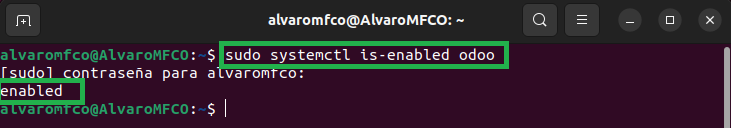 alvaromfco@AlvaroMFCO: ~
alvaromfco@AlvaroMFCO:~$ sudo systemctl is-enabled odoo
[sudo] contraseña para alvaromfco:
enabled
alvaromfco@AlvaroMFCO:~$